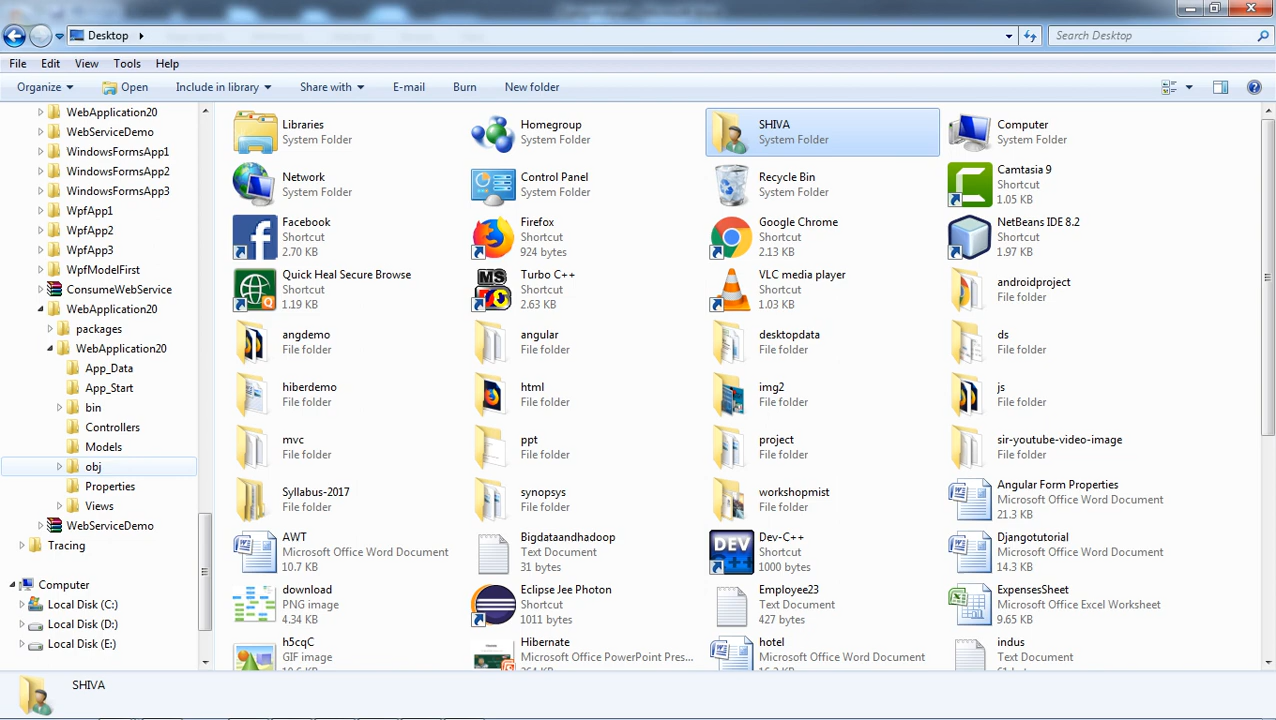 Desktop
Search Desktop
File Edit View Tools Help
Organize Open Include in library Share with E-mail Burn New folder
WebApplication20
WebServiceDemo
WindowsFormsApp1
WindowsFormsApp2
WindowsFormsApp3
WpfApp1
WpfApp2
WpfApp3
WpfModelFirst
ConsumeWebService
WebApplication20
packages
WebApplication20
App_Data
App_Start
bin
Controllers
Models
obj
Properties
Views
WebServiceDemo
Tracing
Computer
Local Disk (C:)
Local Disk (D:)
Local Disk (E:)
Libraries
System Folder
Homegroup
System Folder
SHIVA
System Folder
Computer
System Folder
Network
System Folder
Control Panel
System Folder
Recycle Bin
System Folder
Camtasia 9
Shortcut
1.05 KB
Facebook
Shortcut
2.70 KB
Firefox
Shortcut
924 bytes
Google Chrome
Shortcut
2.13 KB
NetBeans IDE 8.2
Shortcut
1.97 KB
Quick Heal Secure Browse
Shortcut
1.19 KB
MS
Turbo C++
Shortcut
2.63 KB
VLC media player
Shortcut
1.03 KB
androidproject
File folder
angdemo
File folder
angular
File folder
desktopdata
File folder
ds
File folder
hiberdemo
File folder
html
File folder
img2
File folder
js
File folder
mvc
File folder
ppt
File folder
project
File folder
sir-youtube-video-image
File folder
Syllabus-2017
File folder
synopsys
File folder
workshopmist
File folder
Angular Form Properties
Microsoft Office Word Document
21.3 KB
AWT
Microsoft Office Word Document
10.7 KB
Bigdataandhadoop
Text Document
31 bytes
DEV
C++
Dev-C++
Shortcut
1000 bytes
Djangotutorial
Microsoft Office Word Document
14.3 KB
download
PNG image
4.34 KB
Eclipse Jee Photon
Shortcut
1011 bytes
Employee23
Text Document
427 bytes
ExpensesSheet
Microsoft Office Excel Worksheet
9.65 KB
h5cqC
GIF image
Hibernate
Microsoft Office PowerPoint Pres...
hotel
Microsoft Office Word Document
indus
Text Document
SHIVA